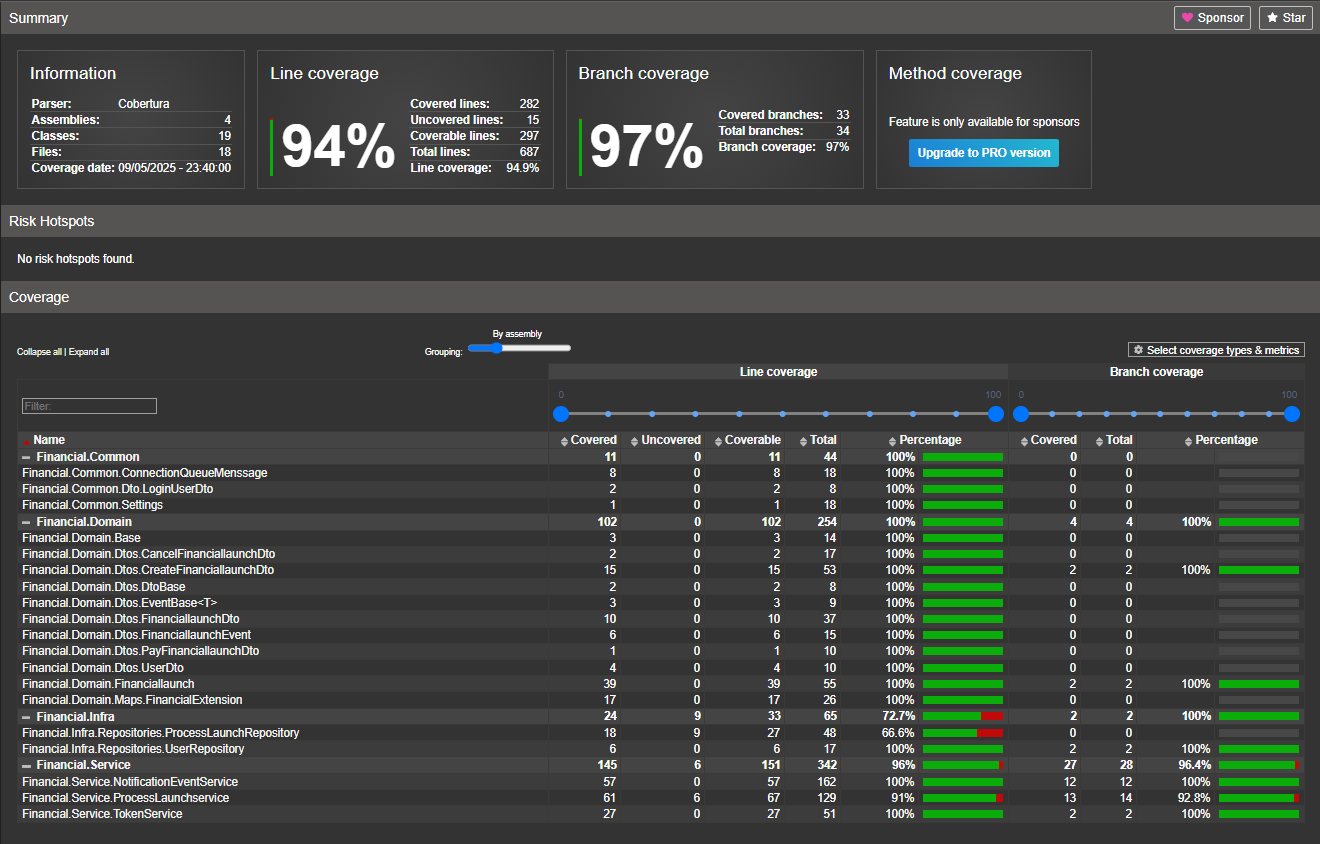 Summary
Sponsor
Star
Information
Parser: Cobertura
Assemblies: 4
Classes: 19
Files: 18
Coverage date: 09/05/2025 - 23:40:00
Line coverage
94%
Covered lines: 282
Uncovered lines: 15
Coverable lines: 297
Total lines: 687
Line coverage: 94.9%
Branch coverage
97%
Covered branches: 33
Total branches: 34
Branch coverage: 97%
Method coverage
Feature is only available for sponsors
Upgrade to PRO version
Risk Hotspots
No risk hotspots found.
Coverage
Collapse all | Expand all
By assembly
Grouping:
Select coverage types & metrics
Line coverage Branch coverage
0 100 0 100
Filter:
Name Covered Uncovered Coverable Total Percentage Covered Total Percentage
Financial.Common 11 0 11 44 100% 0 0
Financial.Common.ConnectionQueueMenssage 8 0 8 18 100% 0 0
Financial.Common.Dto.LoginUserDto 2 0 2 8 100% 0 0
Financial.Common.Settings 1 0 1 18 100% 0 0
Financial.Domain 102 0 102 254 100% 4 4 100%
Financial.Domain.Base 3 0 3 14 100% 0 0
Financial.Domain.Dtos.CancelFinanciallaunchDto 2 0 2 17 100% 0 0
Financial.Domain.Dtos.CreateFinanciallaunchDto 15 0 15 53 100% 2 2 100%
Financial.Domain.Dtos.DtoBase 2 0 2 8 100% 0 0
Financial.Domain.Dtos.EventBase<T> 3 0 3 9 100% 0 0
Financial.Domain.Dtos.FinanciallaunchDto 10 0 10 37 100% 0 0
Financial.Domain.Dtos.FinanciallaunchEvent 6 0 6 15 100% 0 0
Financial.Domain.Dtos.PayFinanciallaunchDto 1 0 1 10 100% 0 0
Financial.Domain.Dtos.UserDto 4 0 4 10 100% 0 0
Financial.Domain.Financiallaunch 39 0 39 55 100% 2 2 100%
Financial.Domain.Maps.FinancialExtension 17 0 17 26 100% 0 0
Financial.Infra 24 9 33 65 72.7% 2 2 100%
Financial.Infra.Repositories.ProcessLaunchRepository 18 9 27 48 66.6% 0 0
Financial.Infra.Repositories.UserRepository 6 0 6 17 100% 2 2 100%
Financial.Service 145 6 151 342 96% 27 28 96.4%
Financial.Service.NotificationEventService 57 0 57 162 100% 12 12 100%
Financial.Service.ProcessLaunchservice 61 6 67 129 91% 13 14 92.8%
Financial.Service.TokenService 27 0 27 51 100% 2 2 100%